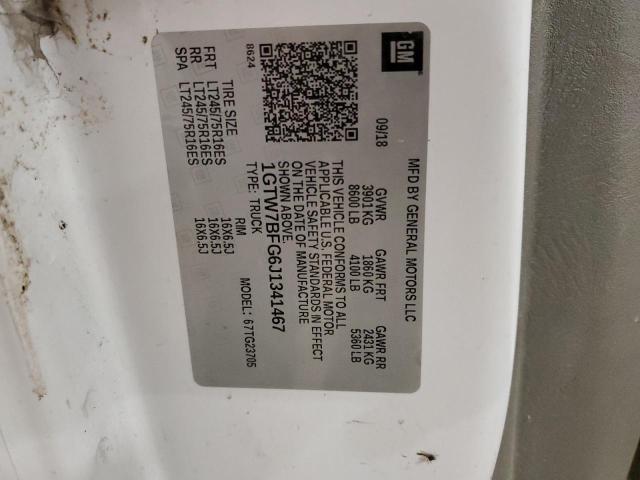 GM
MFD BY GENERAL MOTORS LLC
09/18 GVWR GAWR FRT GAWR RR
3901 KG 1860 KG 2431 KG
8600 LB 4100 LB 5360 LB
THIS VEHICLE CONFORMS TO ALL
APPLICABLE U.S. FEDERAL MOTOR
VEHICLE SAFETY STANDARDS IN EFFECT
ON THE DATE OF MANUFACTURE
SHOWN ABOVE.
1GTW7BFG6J1341467
8624 TYPE: TRUCK MODEL: 67TG23705
TIRE SIZE RIM
FRT LT245/75R16ES 16X6.5J
RR LT245/75R16ES 16X6.5J
SPA LT245/75R16ES 16X6.5J